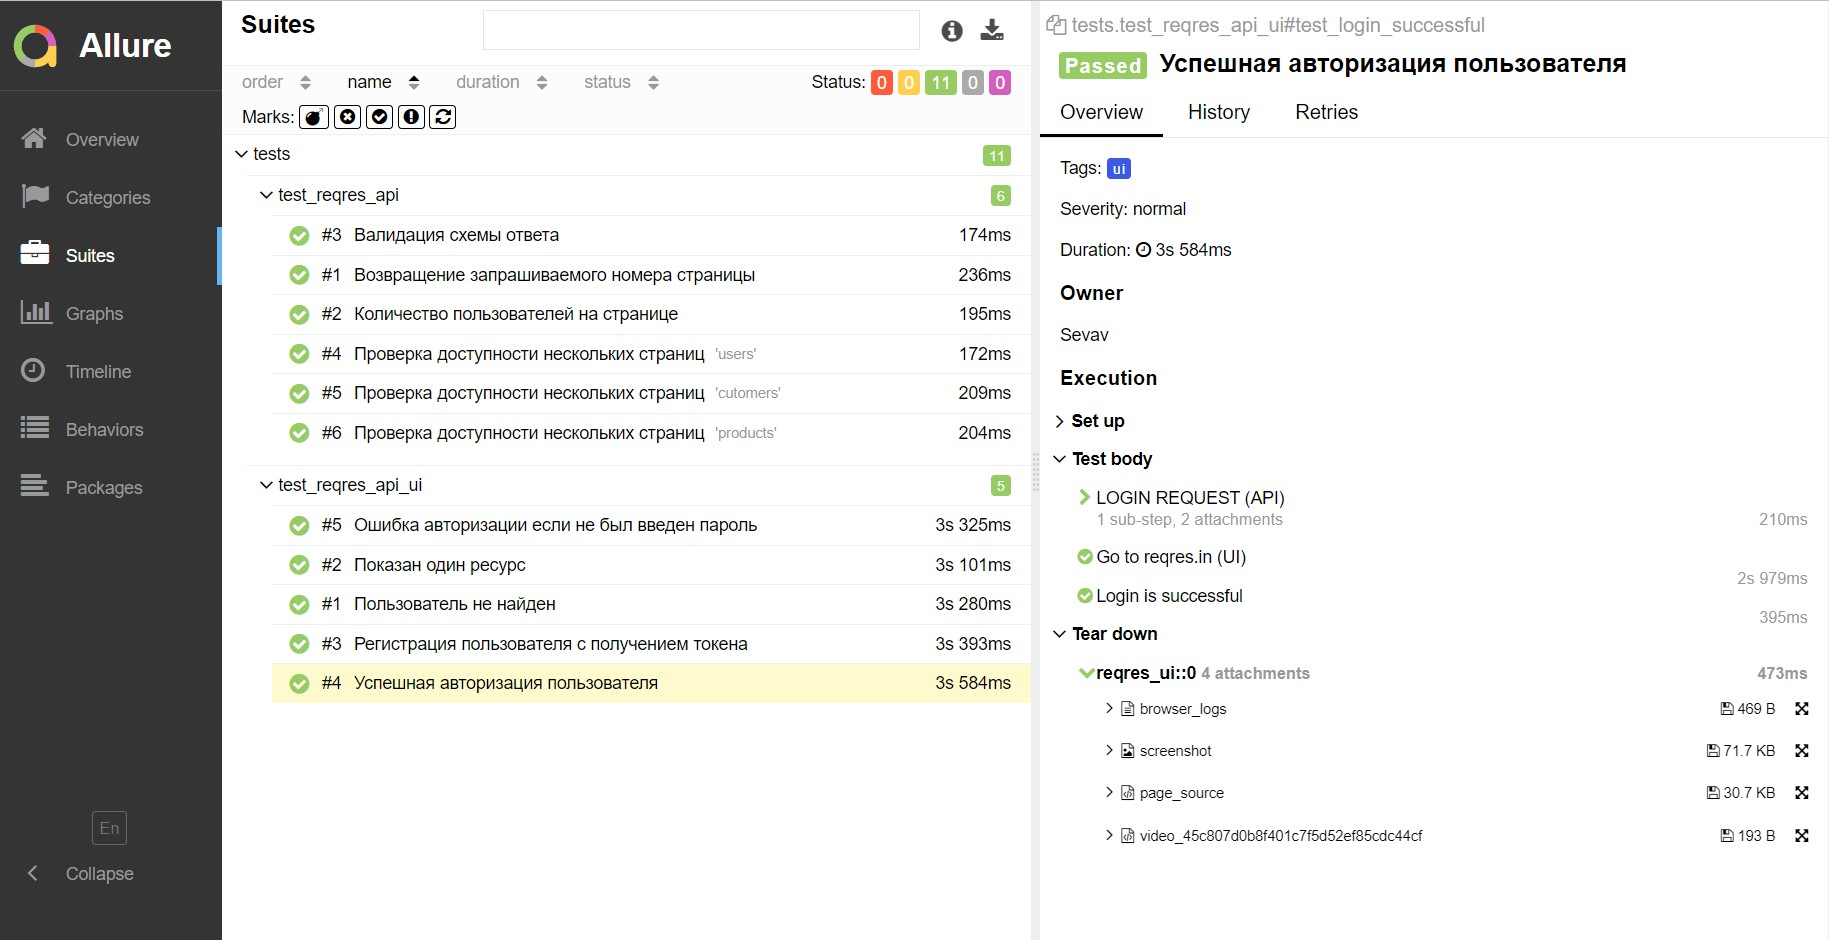 Allure
Overview
Categories
Suites
Graphs
Timeline
Behaviors
Packages
En
Collapse
Suites
order name duration status Status: 0 0 11 0 0
Marks:
tests 11
test_reqres_api 6
#3 Валидация схемы ответа 174ms
#1 Возвращение запрашиваемого номера страницы 236ms
#2 Количество пользователей на странице 195ms
#4 Проверка доступности нескольких страниц 'users' 172ms
#5 Проверка доступности нескольких страниц 'cutomers' 209ms
#6 Проверка доступности нескольких страниц 'products' 204ms
test_reqres_api_ui 5
#5 Ошибка авторизации если не был введен пароль 3s 325ms
#2 Показан один ресурс 3s 101ms
#1 Пользователь не найден 3s 280ms
#3 Регистрация пользователя с получением токена 3s 393ms
#4 Успешная авторизация пользователя 3s 584ms
tests.test_reqres_api_ui#test_login_successful
Passed Успешная авторизация пользователя
Overview History Retries
Tags: ui
Severity: normal
Duration: 3s 584ms
Owner
Sevav
Execution
Set up
Test body
LOGIN REQUEST (API)
1 sub-step, 2 attachments 210ms
Go to reqres.in (UI)
2s 979ms
Login is successful
395ms
Tear down
reqres_ui::0 4 attachments 473ms
browser_logs 469 B
screenshot 71.7 KB
page_source 30.7 KB
video_45c807d0b8f401c7f5d52ef85cdc44cf 193 B